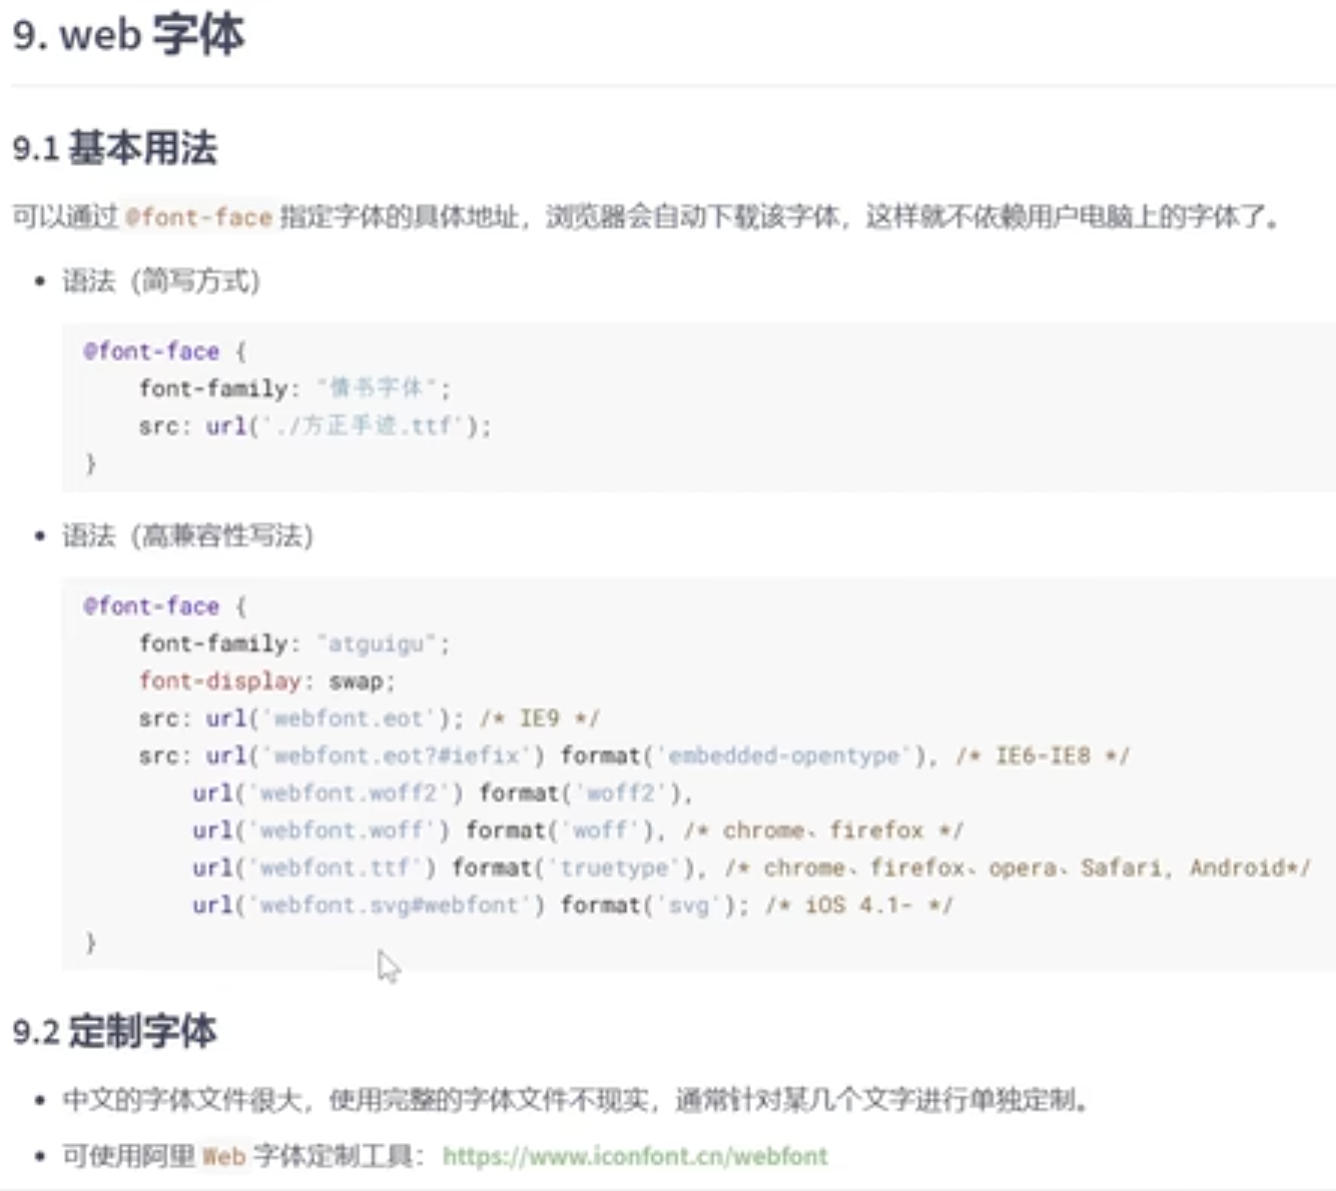 9. web 字体
9.1 基本用法
可以通过 @font-face 指定字体的具体地址，浏览器会自动下载该字体，这样就不依赖用户电脑上的字体了。
• 语法（简写方式）
@font-face {
    font-family: "情书字体";
    src: url('./方正手迹.ttf');
}
• 语法（高兼容性写法）
@font-face {
    font-family: "atguigu";
    font-display: swap;
    src: url('webfont.eot'); /* IE9 */
    src: url('webfont.eot?#iefix') format('embedded-opentype'), /* IE6-IE8 */
        url('webfont.woff2') format('woff2'),
        url('webfont.woff') format('woff'), /* chrome、firefox */
        url('webfont.ttf') format('truetype'), /* chrome、firefox、opera、Safari, Android*/
        url('webfont.svg#webfont') format('svg'); /* iOS 4.1- */
}
9.2 定制字体
• 中文的字体文件很大，使用完整的字体文件不现实，通常针对某几个文字进行单独定制。
• 可使用阿里 Web 字体定制工具：https://www.iconfont.cn/webfont